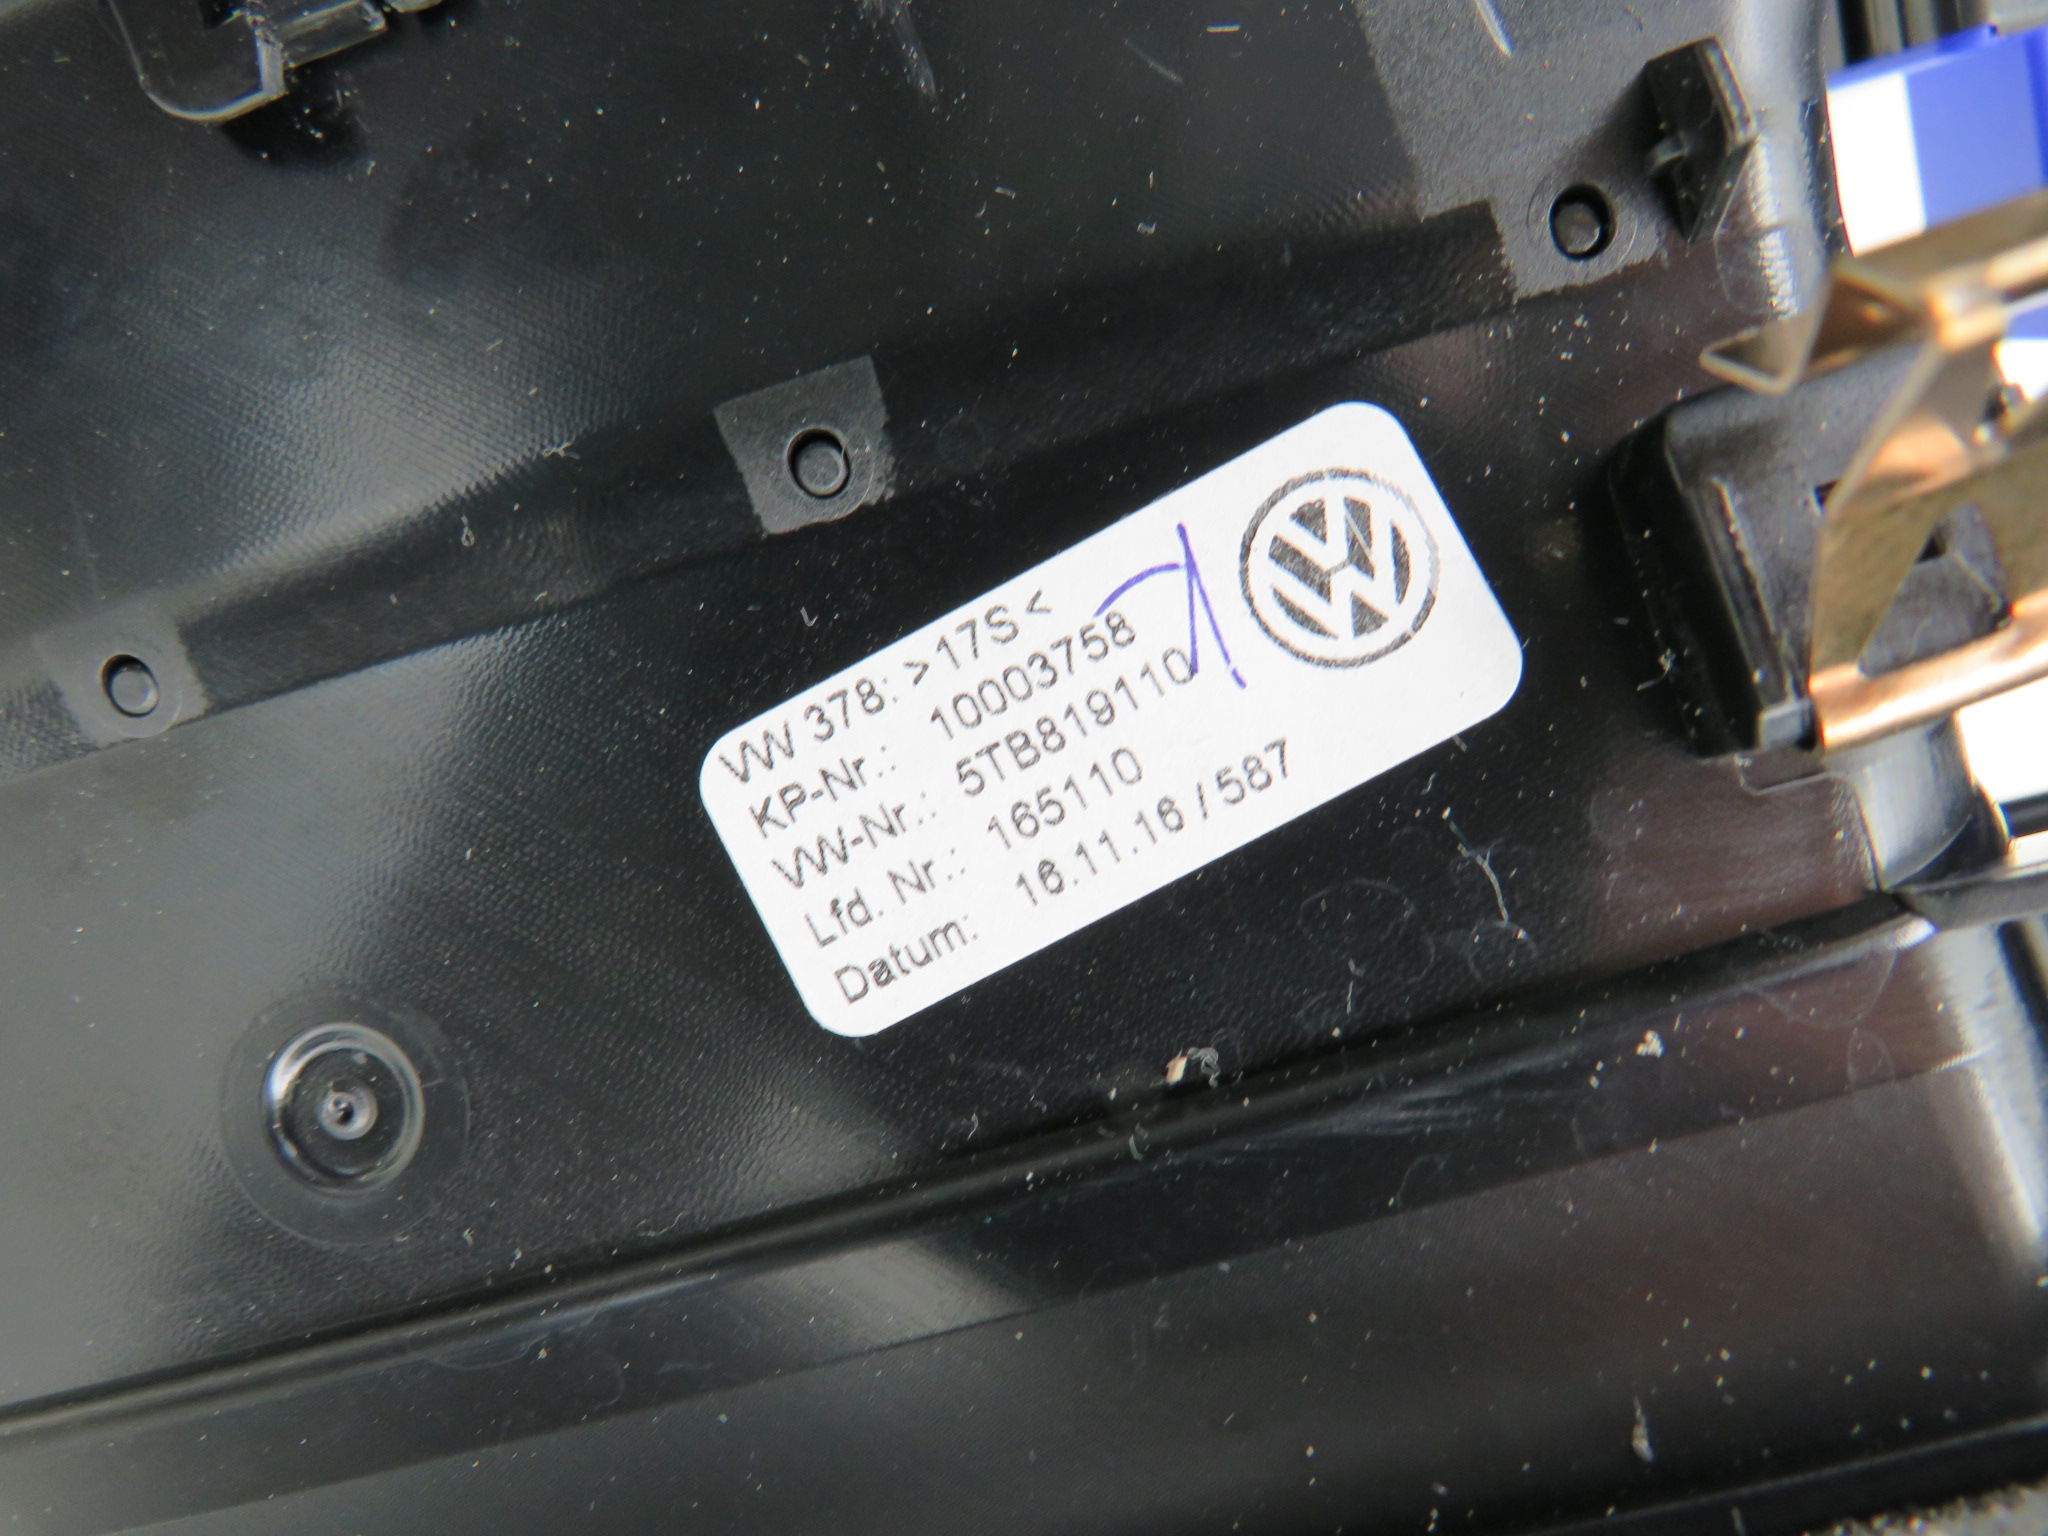 VW 378: >17S<
KP-Nr.: 10003758
VW-Nr.: 5TB819110
Lfd. Nr.: 165110
Datum: 16.11.16 / 587